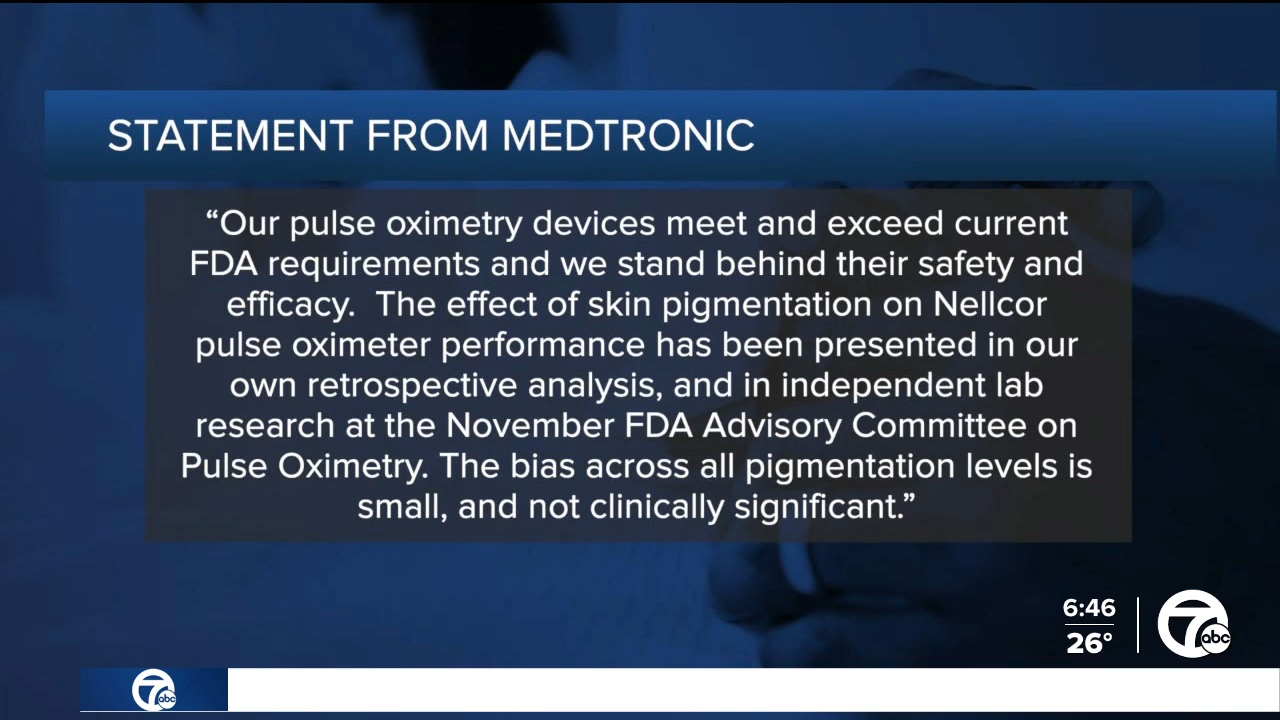 STATEMENT FROM MEDTRONIC
“Our pulse oximetry devices meet and exceed current
FDA requirements and we stand behind their safety and
efficacy.  The effect of skin pigmentation on Nellcor
pulse oximeter performance has been presented in our
own retrospective analysis, and in independent lab
research at the November FDA Advisory Committee on
Pulse Oximetry. The bias across all pigmentation levels is
small, and not clinically significant.”
6:46
26°
7 abc
7 abc